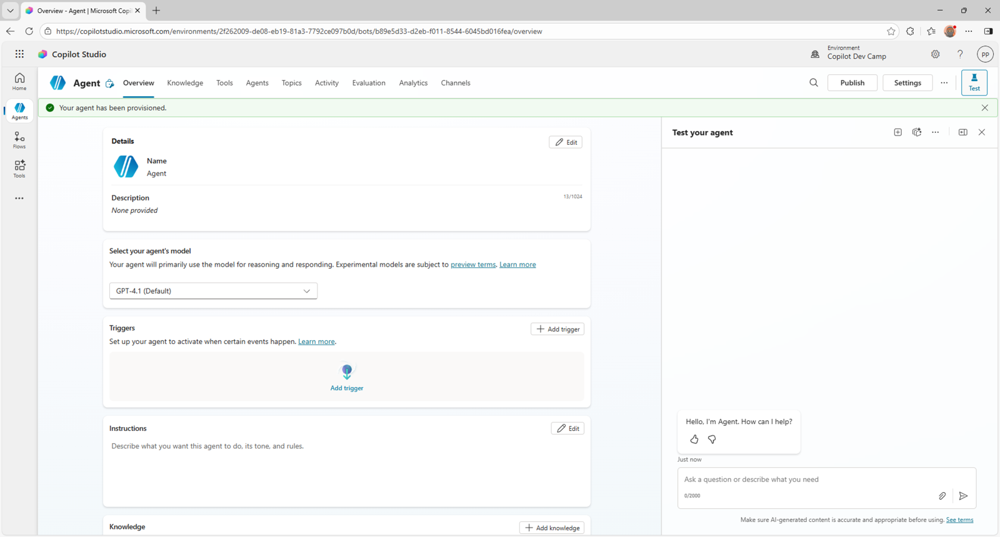 Overview - Agent | Microsoft Copi
https://copilotstudio.microsoft.com/environments/2f262009-de08-eb19-81a3-7792ce097b0d/bots/b89e5d33-d2eb-f011-8544-6045bd016fea/overview
Copilot Studio
Environment
Copilot Dev Camp
PP
Home
Agents
Flows
Tools
Agent
Overview
Knowledge
Tools
Agents
Topics
Activity
Evaluation
Analytics
Channels
Publish
Settings
Test
Your agent has been provisioned.
Details
Edit
Name
Agent
Description
13/1024
None provided
Select your agent's model
Your agent will primarily use the model for reasoning and responding. Experimental models are subject to preview terms. Learn more
GPT-4.1 (Default)
Triggers
Add trigger
Set up your agent to activate when certain events happen. Learn more.
Add trigger
Instructions
Edit
Describe what you want this agent to do, its tone, and rules.
Knowledge
Add knowledge
Test your agent
Hello, I'm Agent. How can I help?
Just now
Ask a question or describe what you need
0/2000
Make sure AI-generated content is accurate and appropriate before using. See terms